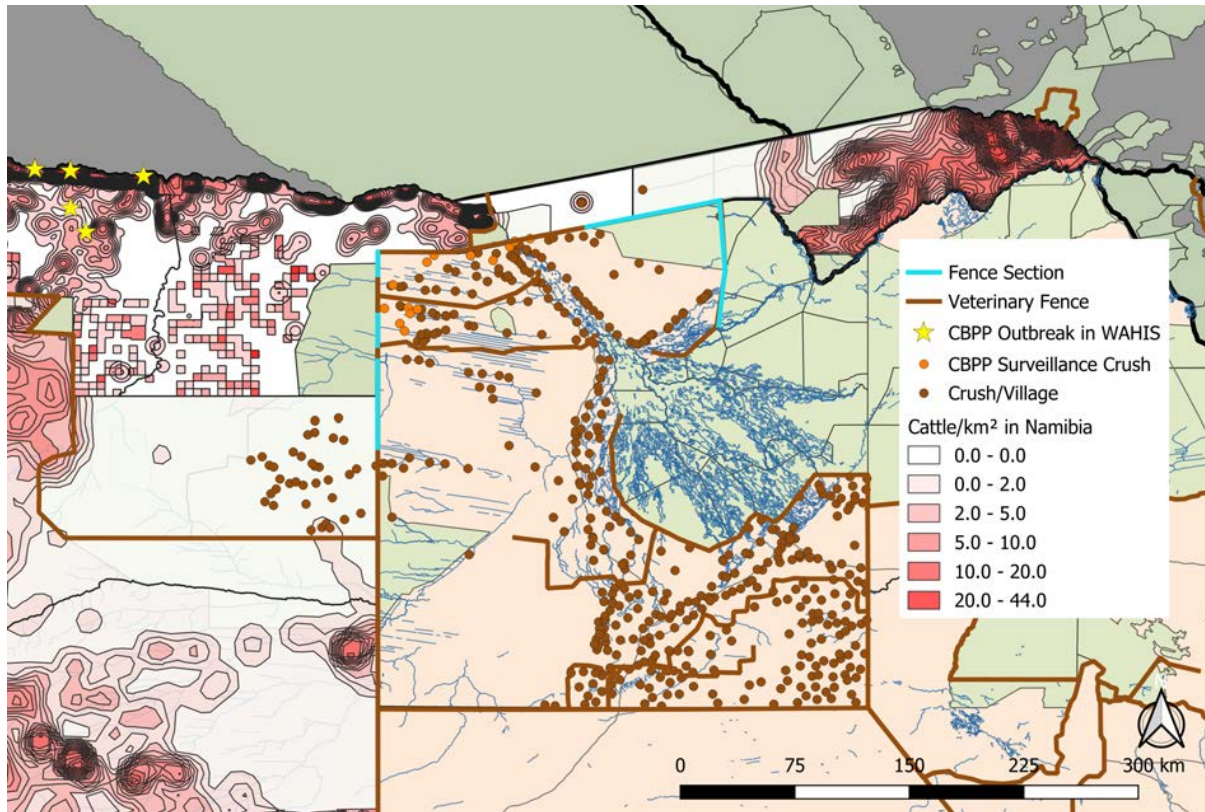 Fence Section
Veterinary Fence
CBPP Outbreak in WAHIS
CBPP Surveillance Crush
Crush/Village
Cattle/km² in Namibia
0.0 - 0.0
0.0 - 2.0
2.0 - 5.0
5.0 - 10.0
10.0 - 20.0
20.0 - 44.0
N
0 75 150 225 300 km